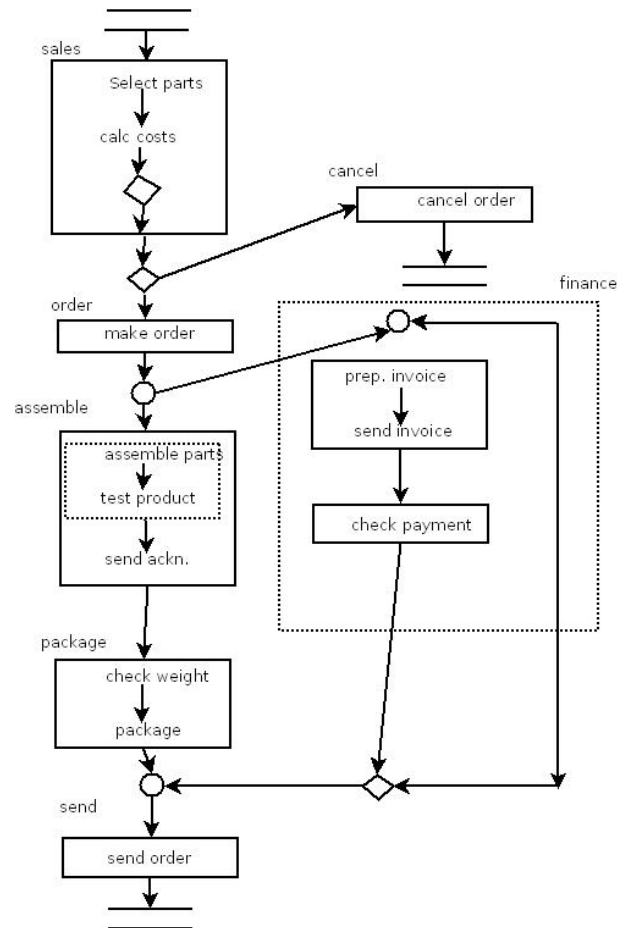 sales
Select parts
calc costs
cancel
cancel order
finance
order
make order
prep. invoice
send invoice
assemble
assemble parts
test product
check payment
send ackn.
package
check weight
package
send
send order